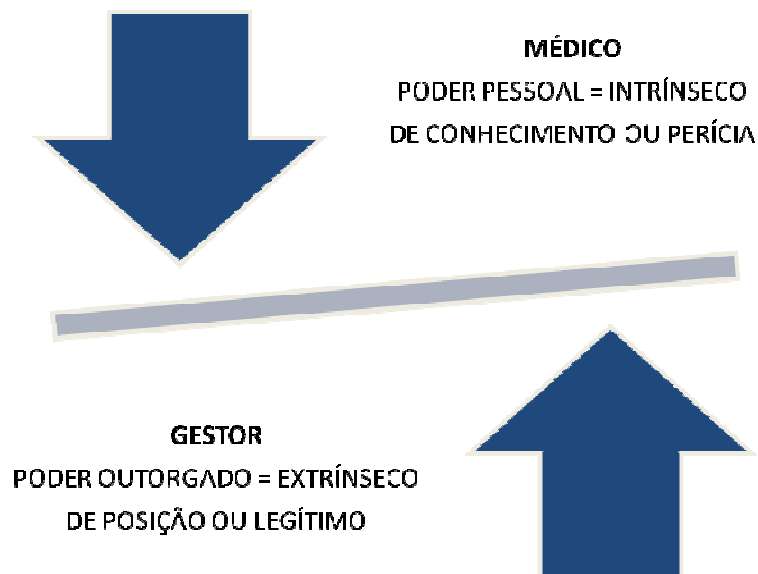 MÉDICO
PODER PESSOAL = INTRÍNSECO
DE CONHECIMENTO OU PERÍCIA
GESTOR
PODER OUTORGADO = EXTRÍNSECO
DE POSIÇÃO OU LEGÍTIMO